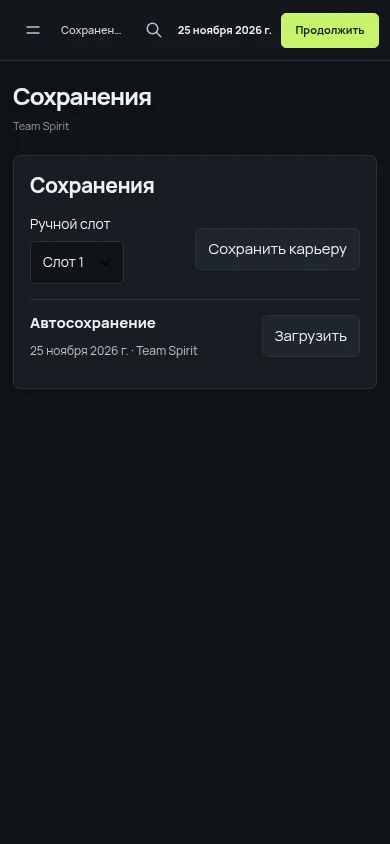 Сохранен...
25 ноября 2026 г.
Продолжить
Сохранения
Team Spirit
Сохранения
Ручной слот
Слот 1
Сохранить карьеру
Автосохранение
25 ноября 2026 г. · Team Spirit
Загрузить